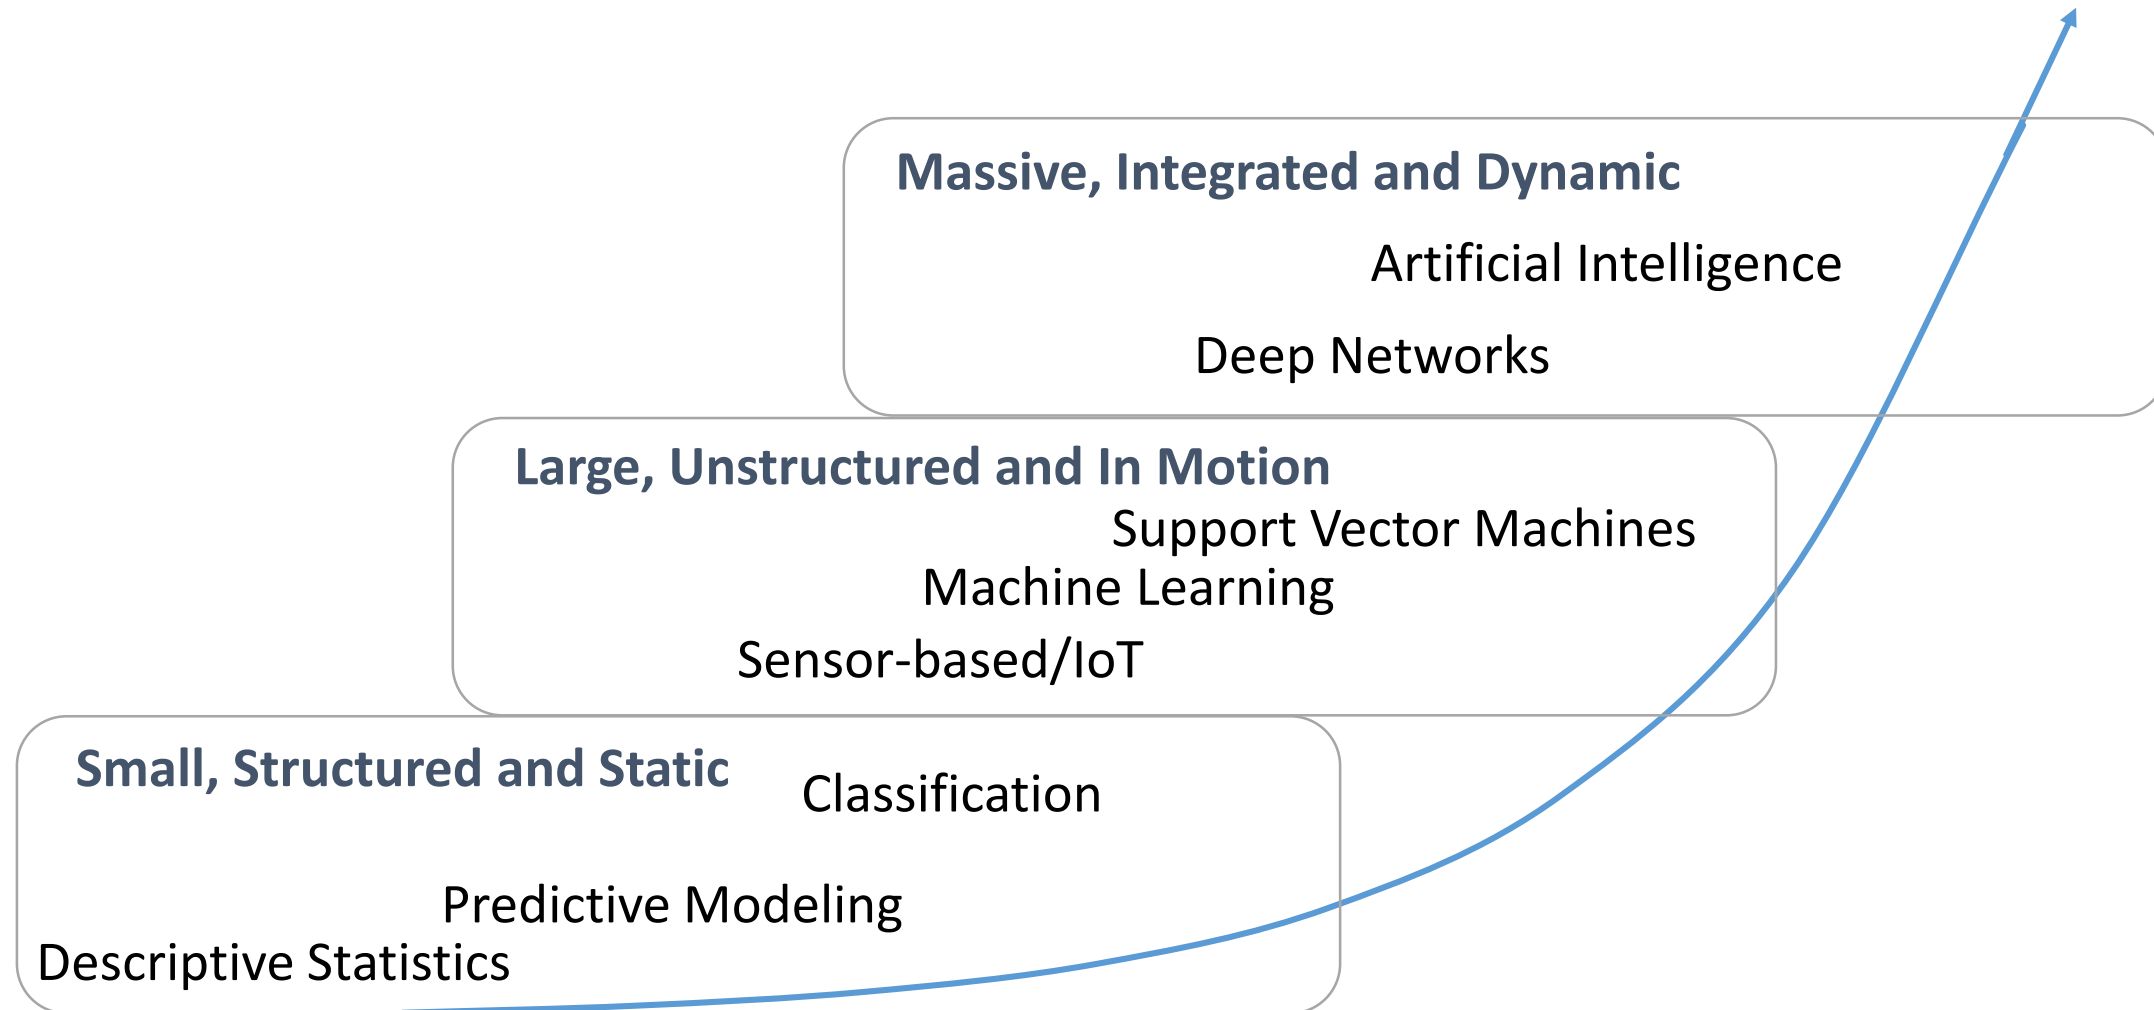 Massive, Integrated and Dynamic
Artificial Intelligence
Deep Networks
Large, Unstructured and In Motion
Support Vector Machines
Machine Learning
Sensor-based/IoT
Small, Structured and Static
Classification
Predictive Modeling
Descriptive Statistics